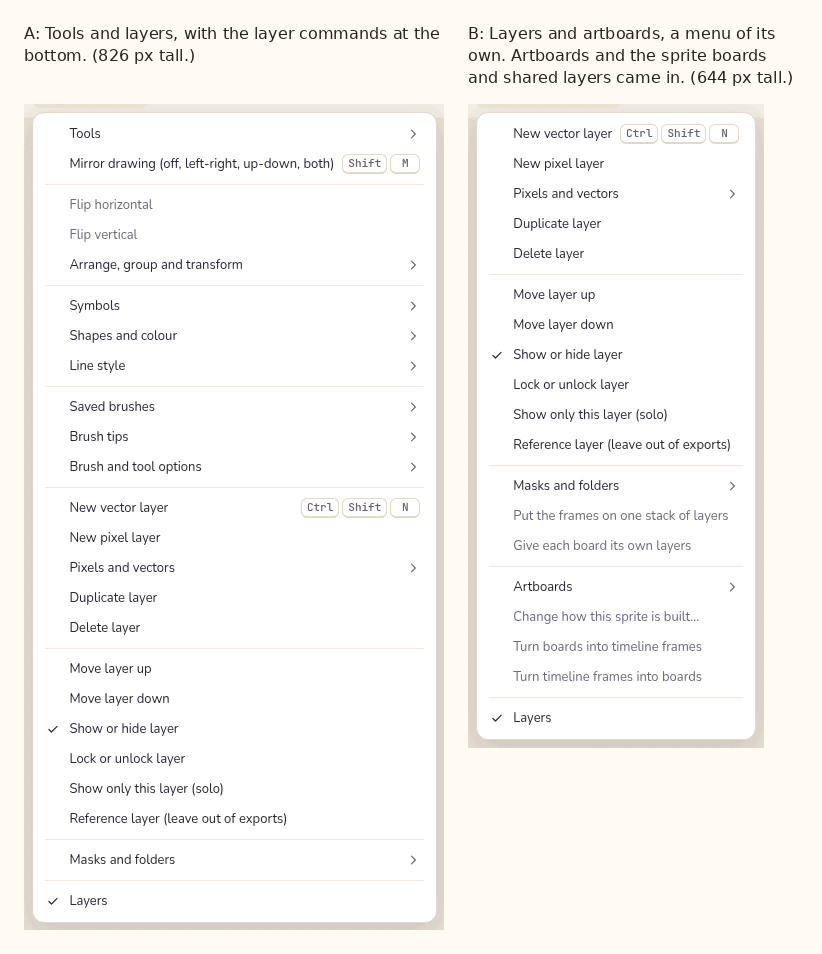 A: Tools and layers, with the layer commands at the
bottom. (826 px tall.)
Tools
Mirror drawing (off, left-right, up-down, both) Shift M
Flip horizontal
Flip vertical
Arrange, group and transform
Symbols
Shapes and colour
Line style
Saved brushes
Brush tips
Brush and tool options
New vector layer Ctrl Shift N
New pixel layer
Pixels and vectors
Duplicate layer
Delete layer
Move layer up
Move layer down
Show or hide layer
Lock or unlock layer
Show only this layer (solo)
Reference layer (leave out of exports)
Masks and folders
Layers
B: Layers and artboards, a menu of its
own. Artboards and the sprite boards
and shared layers came in. (644 px tall.)
New vector layer Ctrl Shift N
New pixel layer
Pixels and vectors
Duplicate layer
Delete layer
Move layer up
Move layer down
Show or hide layer
Lock or unlock layer
Show only this layer (solo)
Reference layer (leave out of exports)
Masks and folders
Put the frames on one stack of layers
Give each board its own layers
Artboards
Change how this sprite is built...
Turn boards into timeline frames
Turn timeline frames into boards
Layers